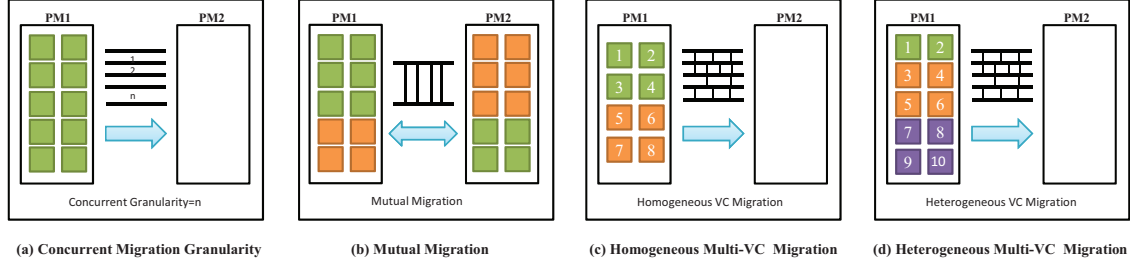 PM1 PM2
1
2
n
Concurrent Granularity=n
(a) Concurrent Migration Granularity
PM1 PM2
Mutual Migration
(b) Mutual Migration
PM1 PM2
1 2
3 4
5 6
7 8
Homogeneous VC Migration
(c) Homogeneous Multi-VC Migration
PM1 PM2
1 2
3 4
5 6
7 8
9 10
Heterogeneous VC Migration
(d) Heterogeneous Multi-VC Migration